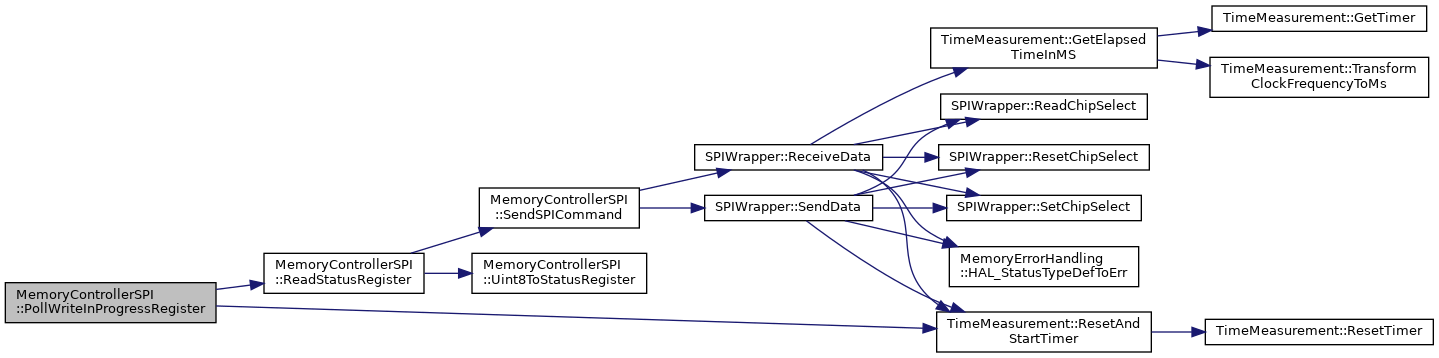 MemoryControllerSPI
::PollWriteInProgressRegister
MemoryControllerSPI
::ReadStatusRegister
MemoryControllerSPI
::SendSPICommand
MemoryControllerSPI
::Uint8ToStatusRegister
SPIWrapper::ReceiveData
SPIWrapper::SendData
TimeMeasurement::GetElapsed
TimeInMS
SPIWrapper::ReadChipSelect
SPIWrapper::ResetChipSelect
SPIWrapper::SetChipSelect
MemoryErrorHandling
::HAL_StatusTypeDefToErr
TimeMeasurement::ResetAnd
StartTimer
TimeMeasurement::GetTimer
TimeMeasurement::Transform
ClockFrequencyToMs
TimeMeasurement::ResetTimer